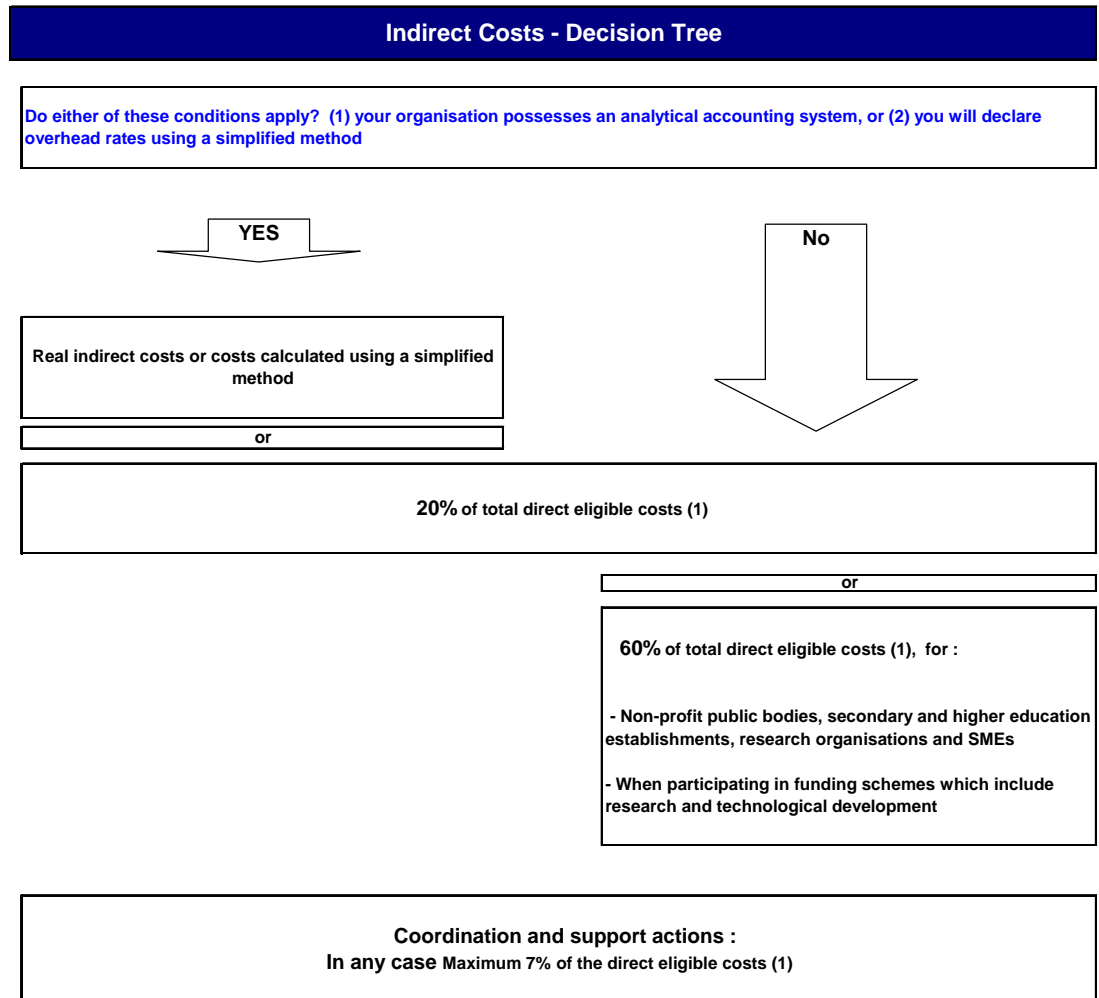 Indirect Costs - Decision Tree
Do either of these conditions apply? (1) your organisation possesses an analytical accounting system, or (2) you will declare
overhead rates using a simplified method
YES
No
Real indirect costs or costs calculated using a simplified
method
or
20% of total direct eligible costs (1)
or
60% of total direct eligible costs (1), for :
- Non-profit public bodies, secondary and higher education
establishments, research organisations and SMEs
- When participating in funding schemes which include
research and technological development
Coordination and support actions :
In any case Maximum 7% of the direct eligible costs (1)